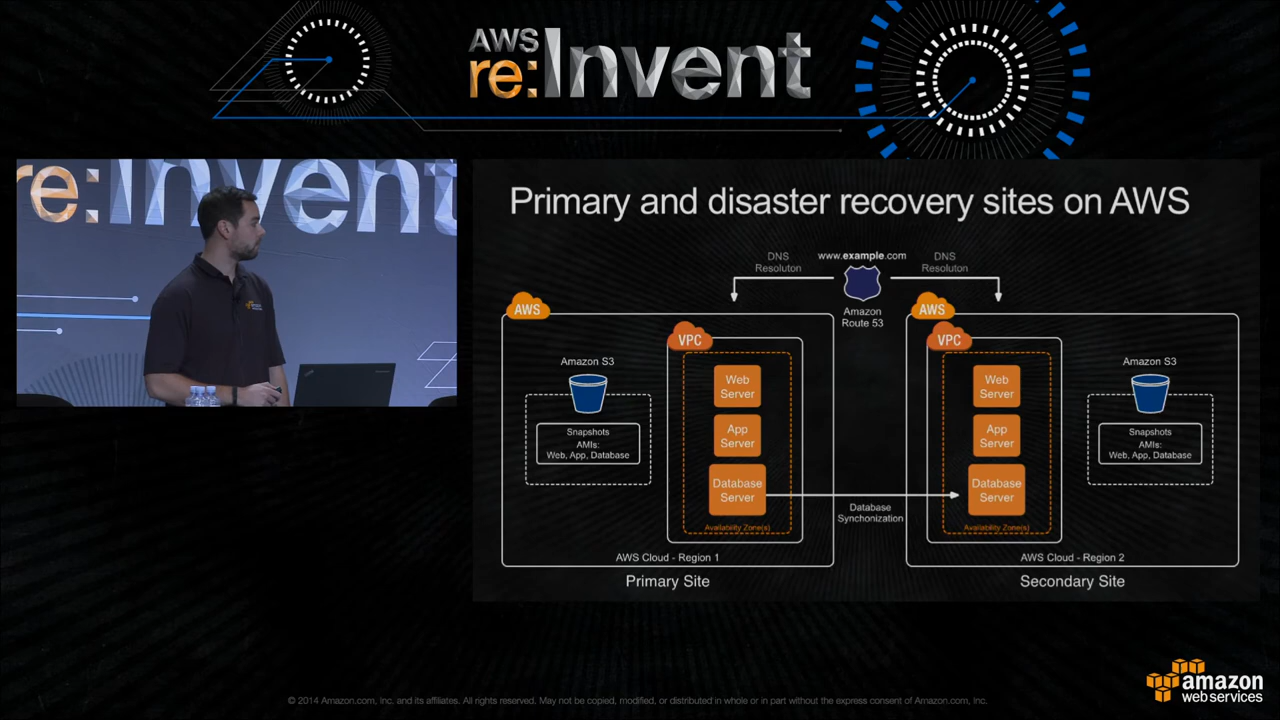 AWS
re:Invent
re:Invent
Primary and disaster recovery sites on AWS
DNS
Resoluton
www.example.com
DNS
Resoluton
Amazon
Route 53
AWS
VPC
Amazon S3
Snapshots
AMIs:
Web, App, Database
Web
Server
App
Server
Database
Server
Availability Zone(s)
AWS Cloud - Region 1
Primary Site
Database
Synchonization
AWS
VPC
Web
Server
App
Server
Database
Server
Availability Zone(s)
Amazon S3
Snapshots
AMIs:
Web, App, Database
AWS Cloud - Region 2
Secondary Site
amazon
web services
© 2014 Amazon.com, Inc. and its affiliates. All rights reserved. May not be copied, modified, or distributed in whole or in part without the express consent of Amazon.com, Inc.